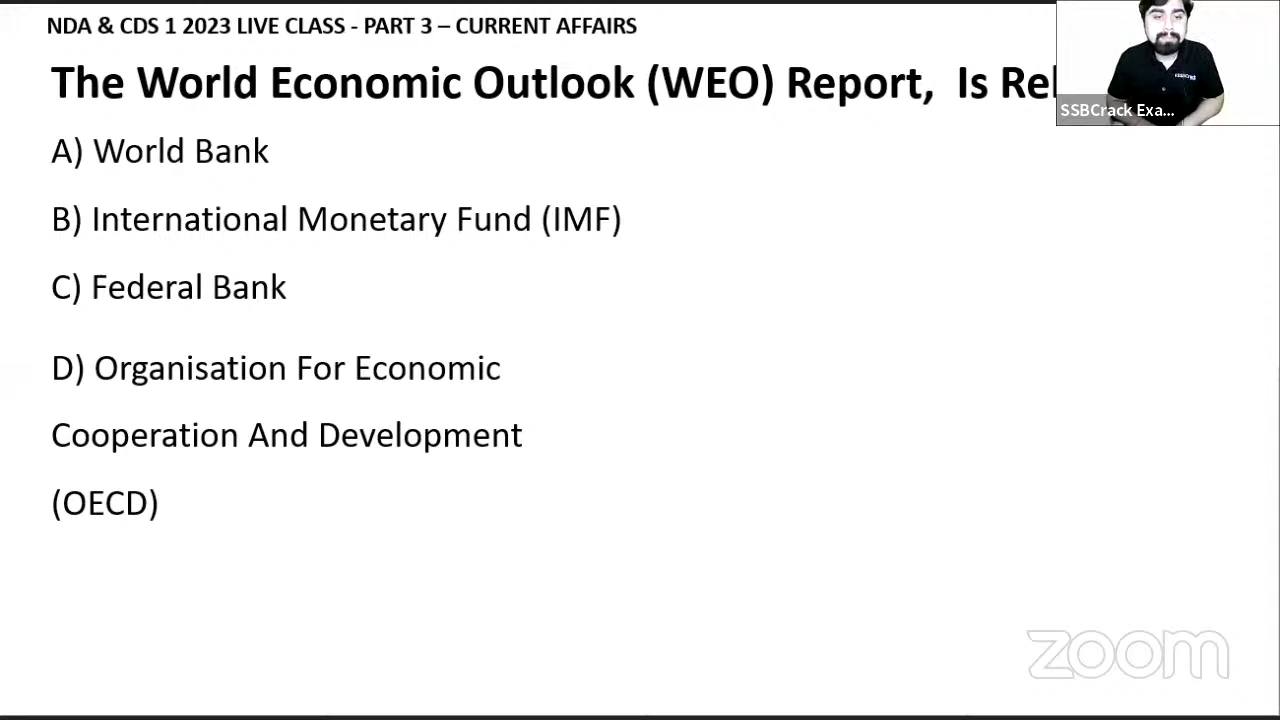 NDA & CDS 1 2023 LIVE CLASS - PART 3 – CURRENT AFFAIRS
The World Economic Outlook (WEO) Report, Is
SSBCrack Exa...
A) World Bank
B) International Monetary Fund (IMF)
C) Federal Bank
D) Organisation For Economic
Cooperation And Development
(OECD)
zoom